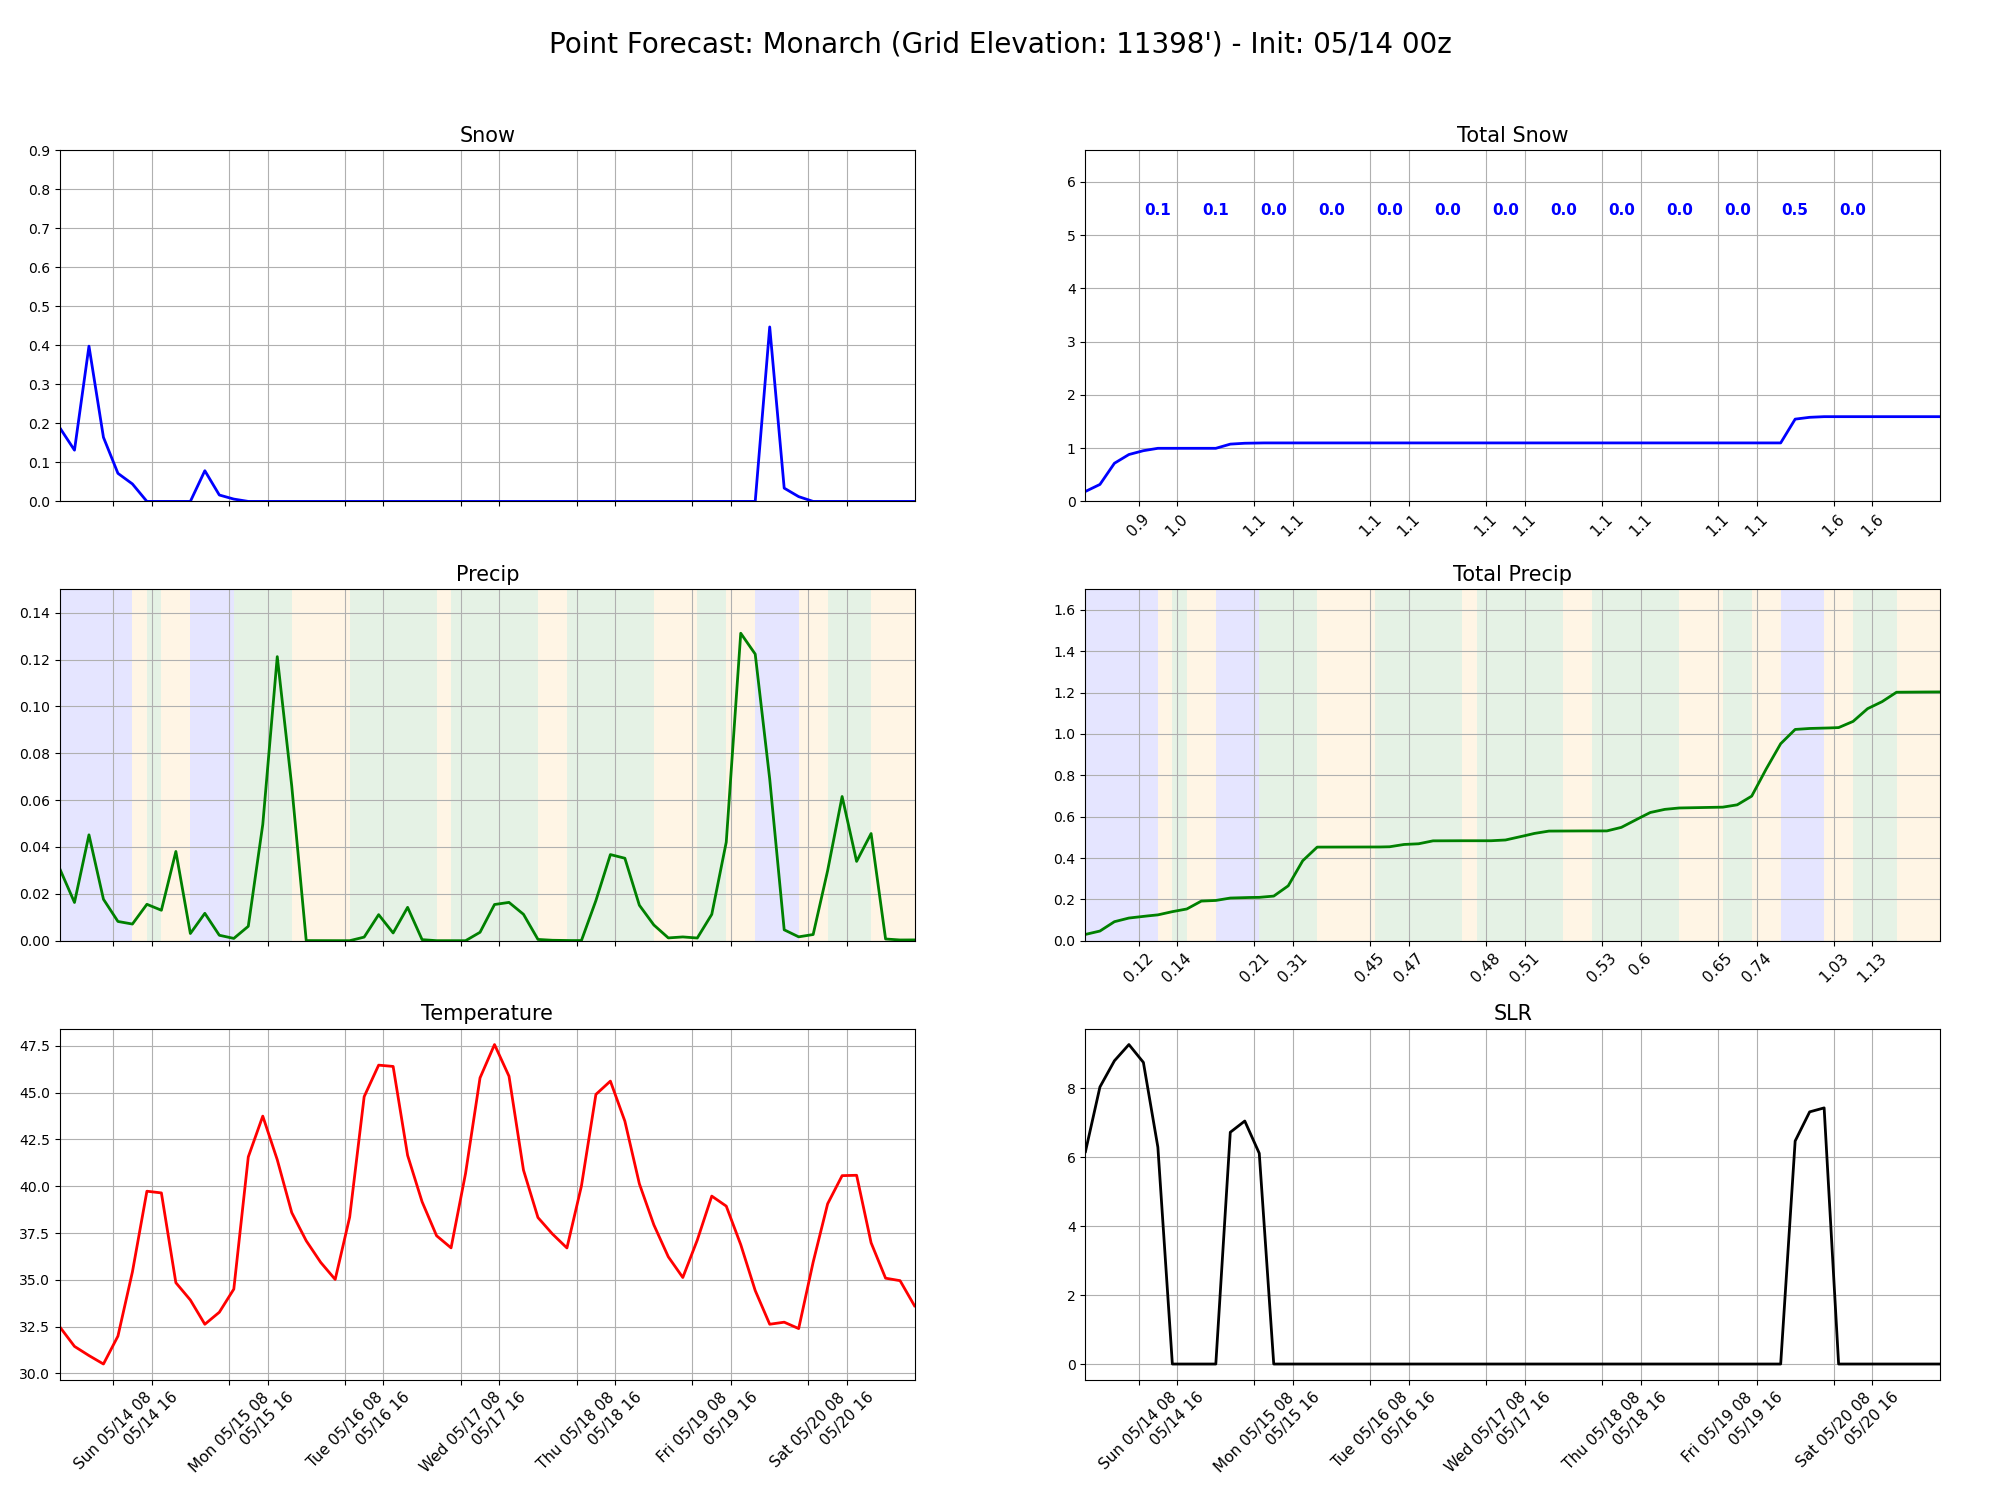 Point Forecast: Monarch (Grid Elevation: 11398') - Init: 05/14 00z
Snow
0.9
0.8
0.7
0.6
0.5
0.4
0.3
0.2
0.1
0.0
Total Snow
6
5
4
3
2
1
0
0.1 0.1 0.0 0.0 0.0 0.0 0.0 0.0 0.0 0.0 0.0 0.5 0.0
0.9 1.0 1.1 1.1 1.1 1.1 1.1 1.1 1.1 1.1 1.1 1.1 1.6 1.6
Precip
0.14
0.12
0.10
0.08
0.06
0.04
0.02
0.00
Total Precip
1.6
1.4
1.2
1.0
0.8
0.6
0.4
0.2
0.0
0.12 0.14 0.21 0.31 0.45 0.47 0.48 0.51 0.53 0.6 0.65 0.74 1.03 1.13
Temperature
47.5
45.0
42.5
40.0
37.5
35.0
32.5
30.0
Sun 05/14 08
05/14 16
Mon 05/15 08
05/15 16
Tue 05/16 08
05/16 16
Wed 05/17 08
05/17 16
Thu 05/18 08
05/18 16
Fri 05/19 08
05/19 16
Sat 05/20 08
05/20 16
SLR
8
6
4
2
0
Sun 05/14 08
05/14 16
Mon 05/15 08
05/15 16
Tue 05/16 08
05/16 16
Wed 05/17 08
05/17 16
Thu 05/18 08
05/18 16
Fri 05/19 08
05/19 16
Sat 05/20 08
05/20 16